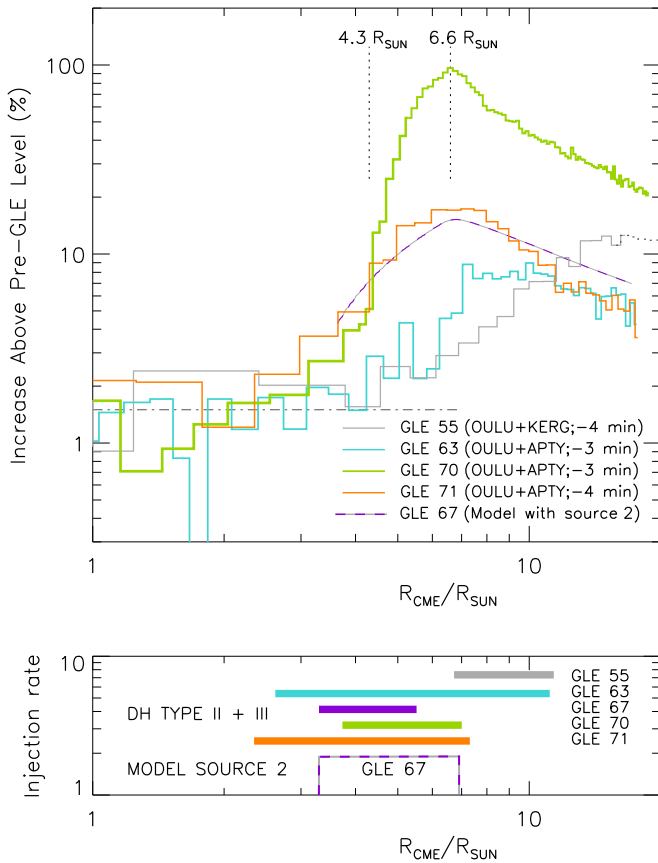 4.3 R_SUN 6.6 R_SUN
100
10
1
Increase Above Pre-GLE Level (%)
GLE 55 (OULU+KERG;-4 min)
GLE 63 (OULU+APTY;-3 min)
GLE 70 (OULU+APTY;-3 min)
GLE 71 (OULU+APTY;-4 min)
GLE 67 (Model with source 2)
1 10
R_CME/R_SUN
10
1
Injection rate
GLE 55
GLE 63
GLE 67
GLE 70
GLE 71
DH TYPE II + III
MODEL SOURCE 2 GLE 67
1 10
R_CME/R_SUN